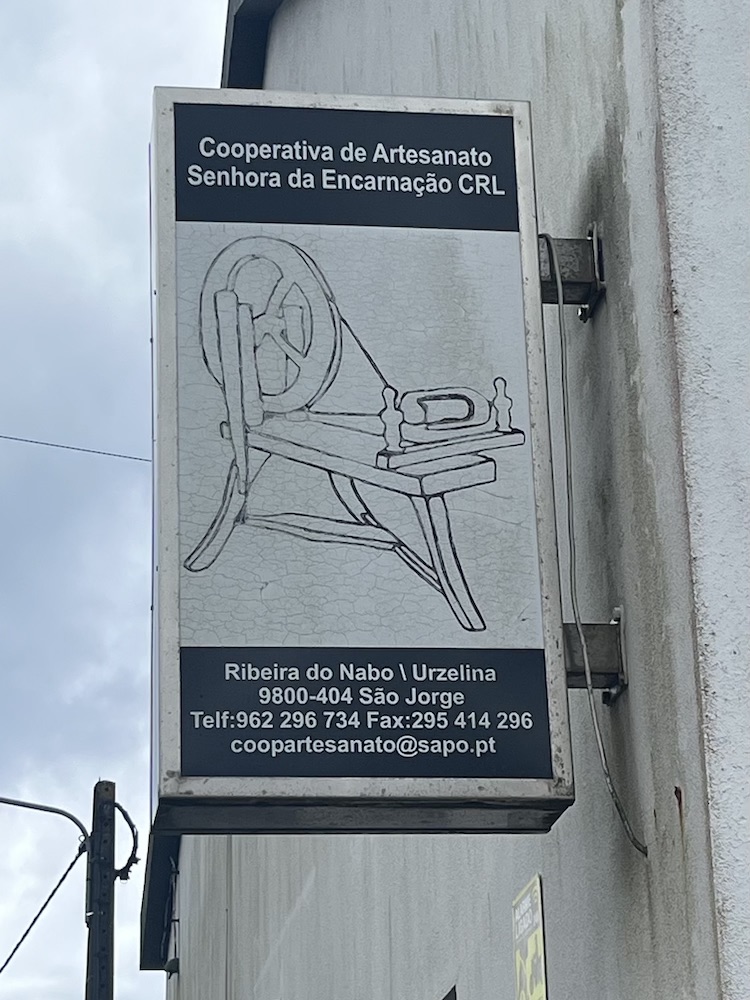 Cooperativa de Artesanato
Senhora da Encarnação CRL
Ribeira do Nabo \ Urzelina
9800-404 São Jorge
Telf:962 296 734 Fax:295 414 296
coopartesanato@sapo.pt